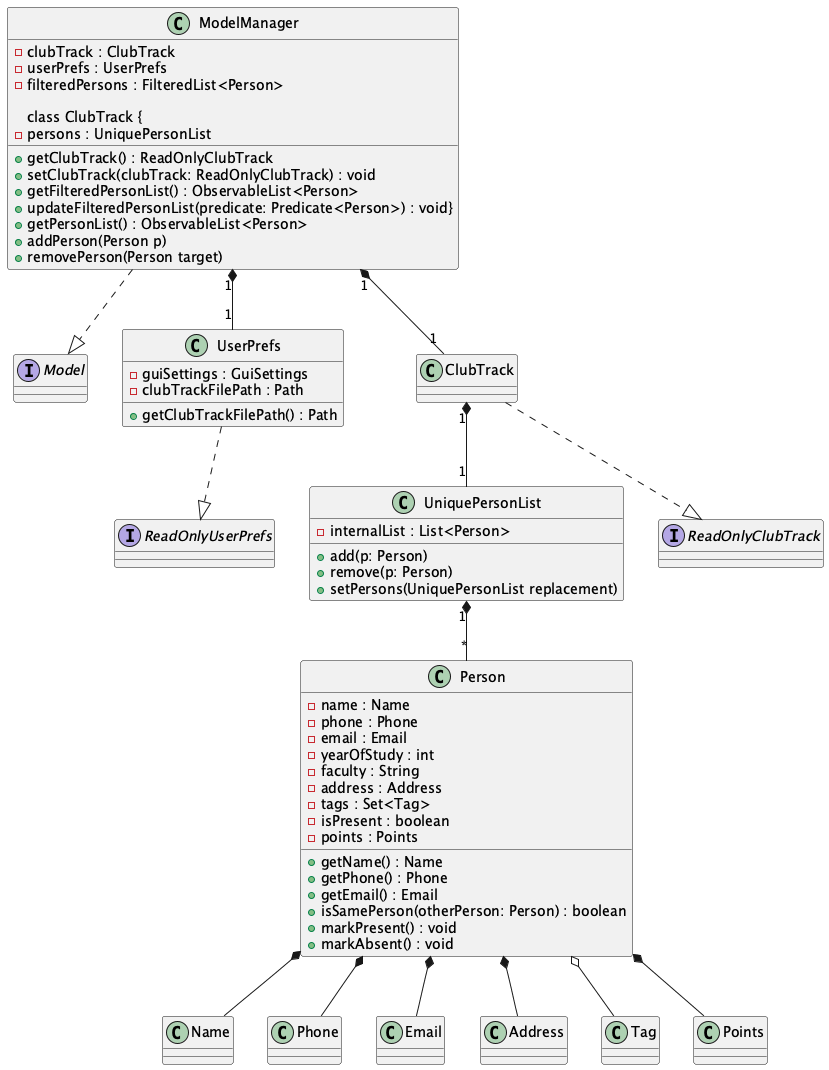 C ModelManager
clubTrack : ClubTrack
userPrefs : UserPrefs
filteredPersons : FilteredList<Person>
class ClubTrack {
persons : UniquePersonList
getClubTrack() : ReadOnlyClubTrack
setClubTrack(clubTrack: ReadOnlyClubTrack) : void
getFilteredPersonList() : ObservableList<Person>
updateFilteredPersonList(predicate: Predicate<Person>) : void}
getPersonList() : ObservableList<Person>
addPerson(Person p)
removePerson(Person target)
1
1
1
1
I Model
C UserPrefs
guiSettings : GuiSettings
clubTrackFilePath : Path
getClubTrackFilePath() : Path
C ClubTrack
1
1
I ReadOnlyUserPrefs
C UniquePersonList
internalList : List<Person>
add(p: Person)
remove(p: Person)
setPersons(UniquePersonList replacement)
I ReadOnlyClubTrack
1
*
C Person
name : Name
phone : Phone
email : Email
yearOfStudy : int
faculty : String
address : Address
tags : Set<Tag>
isPresent : boolean
points : Points
getName() : Name
getPhone() : Phone
getEmail() : Email
isSamePerson(otherPerson: Person) : boolean
markPresent() : void
markAbsent() : void
C Name
C Phone
C Email
C Address
C Tag
C Points